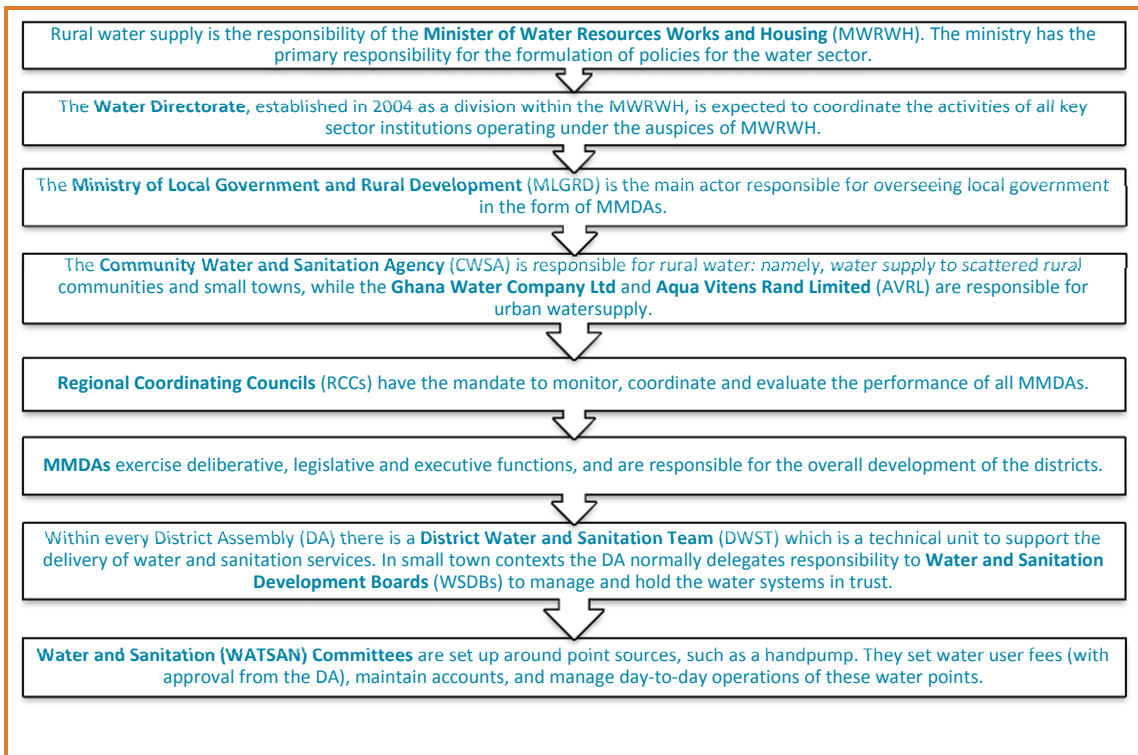 Rural water supply is the responsibility of the Minister of Water Resources Works and Housing (MWRWH). The ministry has the
primary responsibility for the formulation of policies for the water sector.
The Water Directorate, established in 2004 as a division within the MWRWH, is expected to coordinate the activities of all key
sector institutions operating under the auspices of MWRWH.
The Ministry of Local Government and Rural Development (MLGRD) is the main actor responsible for overseeing local government
in the form of MMDAs.
The Community Water and Sanitation Agency (CWSA) is responsible for rural water: namely, water supply to scattered rural
communities and small towns, while the Ghana Water Company Ltd and Aqua Vitens Rand Limited (AVRL) are responsible for
urban watersupply.
Regional Coordinating Councils (RCCs) have the mandate to monitor, coordinate and evaluate the performance of all MMDAs.
MMDAs exercise deliberative, legislative and executive functions, and are responsible for the overall development of the districts.
Within every District Assembly (DA) there is a District Water and Sanitation Team (DWST) which is a technical unit to support the
delivery of water and sanitation services. In small town contexts the DA normally delegates responsibility to Water and Sanitation
Development Boards (WSDBs) to manage and hold the water systems in trust.
Water and Sanitation (WATSAN) Committees are set up around point sources, such as a handpump. They set water user fees (with
approval from the DA), maintain accounts, and manage day-to-day operations of these water points.